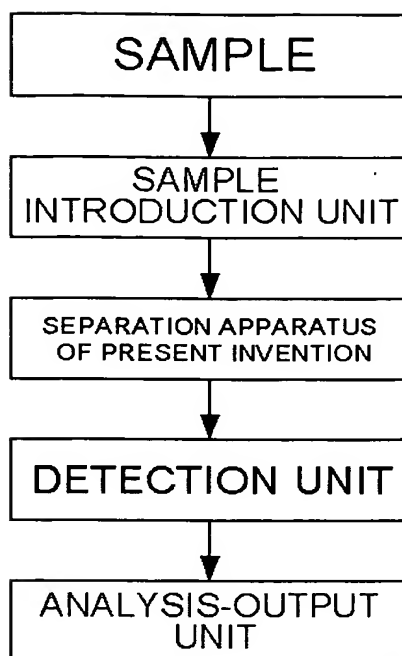 SAMPLE
SAMPLE
INTRODUCTION UNIT
SEPARATION APPARATUS
OF PRESENT INVENTION
DETECTION UNIT
ANALYSIS-OUTPUT
UNIT